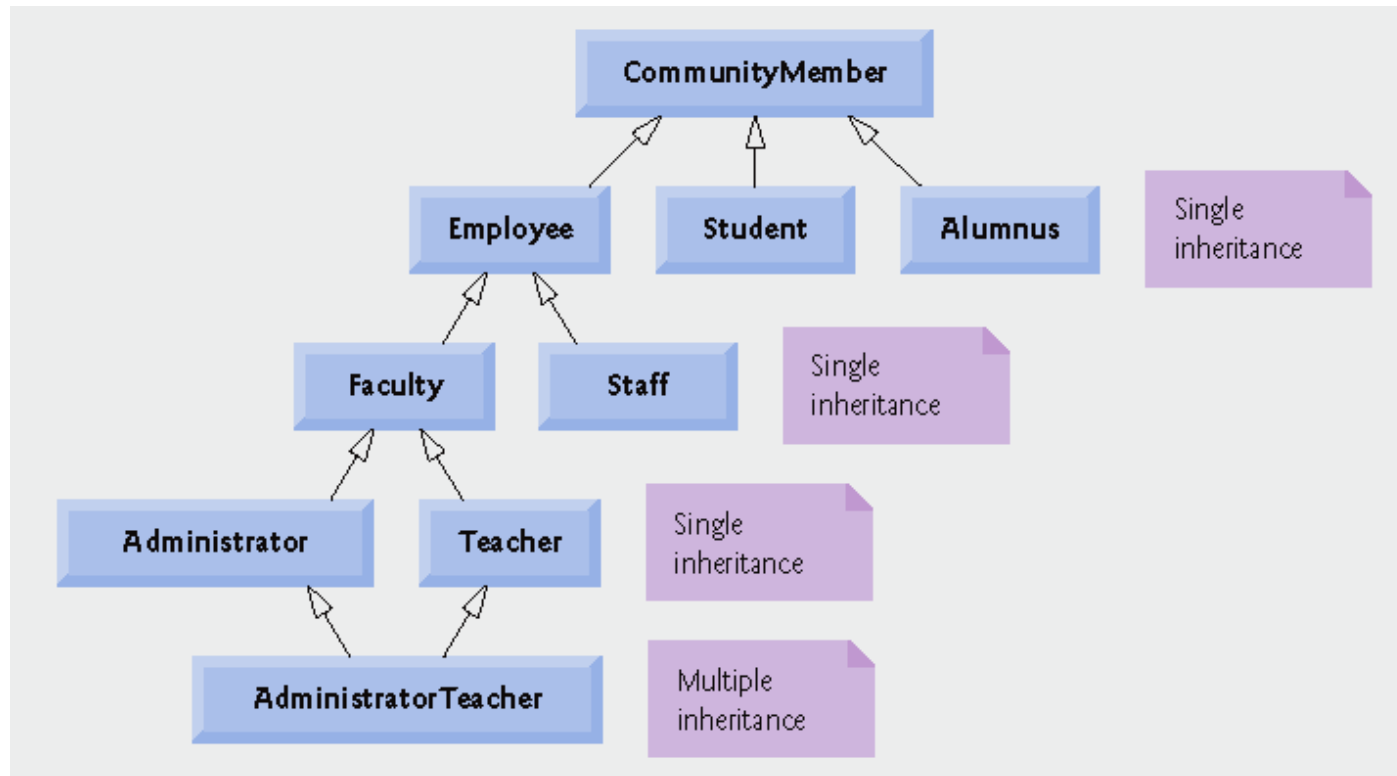 CommunityMember
Employee
Student
Alumnus
Single
inheritance
Faculty
Staff
Single
inheritance
Administrator
Teacher
Single
inheritance
AdministratorTeacher
Multiple
inheritance